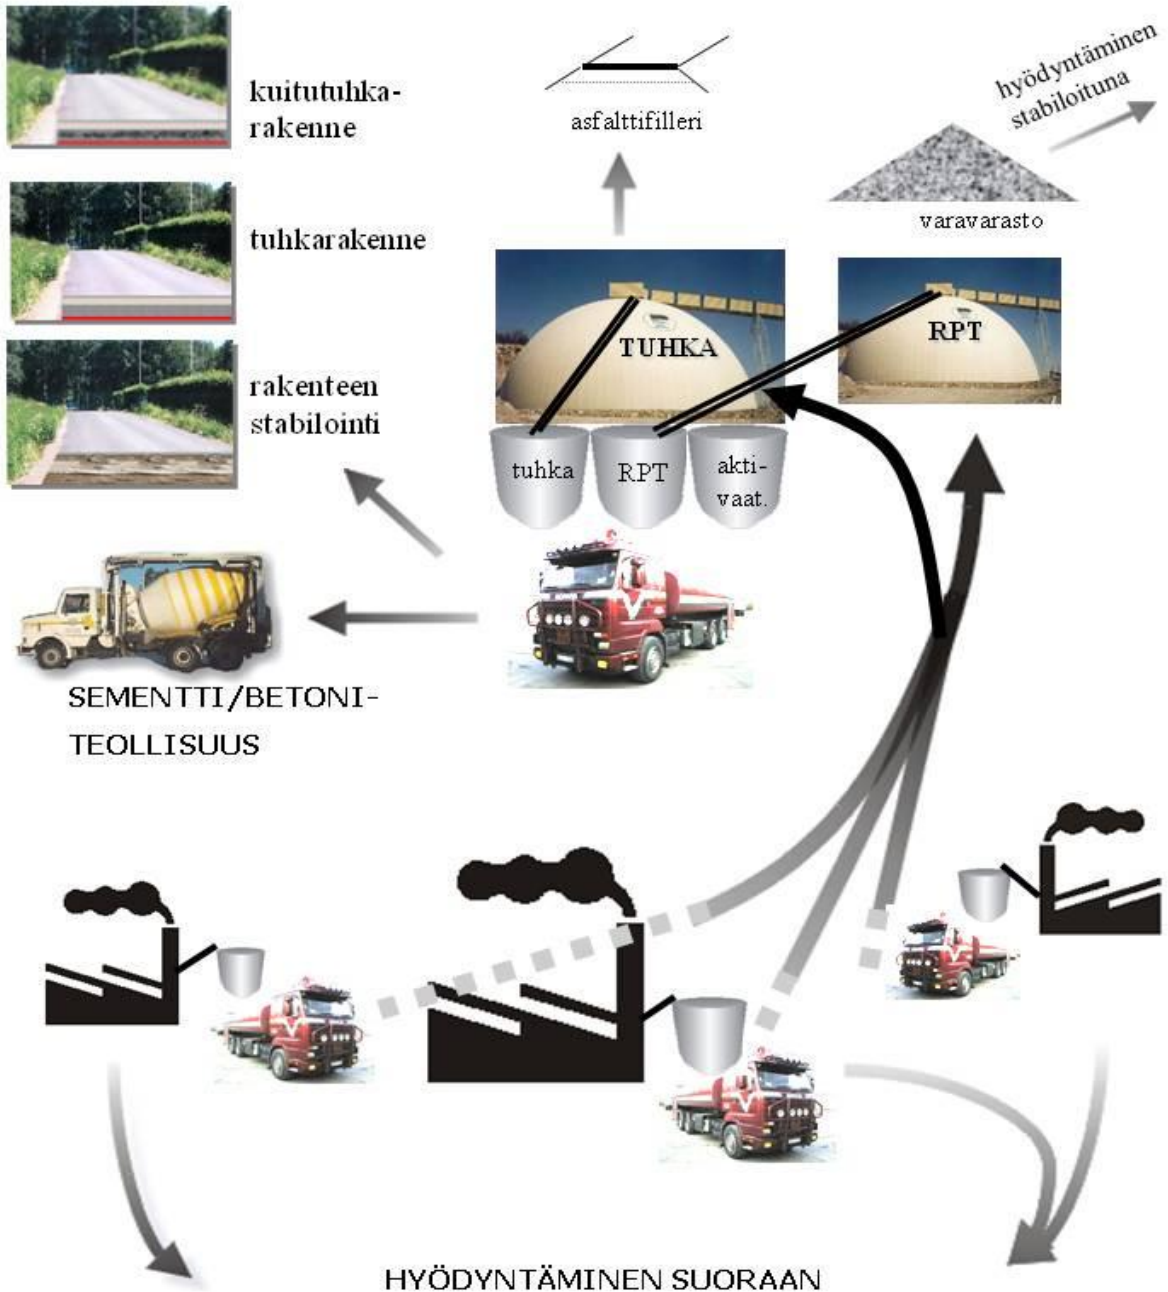 kuitutuhka-
rakenne
asfalttifilleri
hyödyntäminen
stabiloituna
varavarasto
tuhkarakenne
TUHKA
RPT
rakenteen
stabilointi
tuhka
RPT
akti-
vaat.
SEMENTTI/BETONI-
TEOLLISUUS
HYÖDYNTÄMINEN SUORAAN